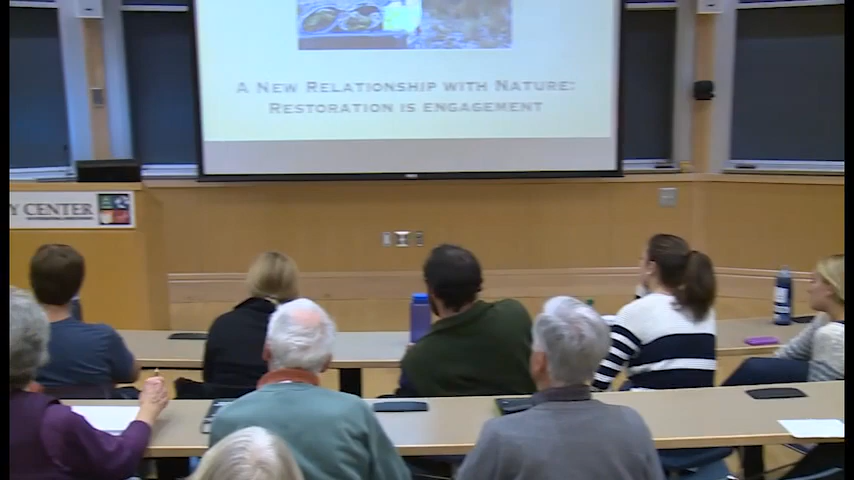 A New Relationship with Nature:
Restoration is engagement
Y CENTER